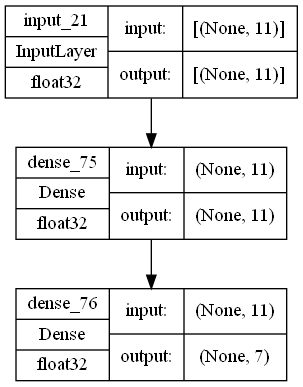 input_21
InputLayer
float32
input:
[(None, 11)]
output:
[(None, 11)]
dense_75
Dense
float32
input:
(None, 11)
output:
(None, 11)
dense_76
Dense
float32
input:
(None, 11)
output:
(None, 7)